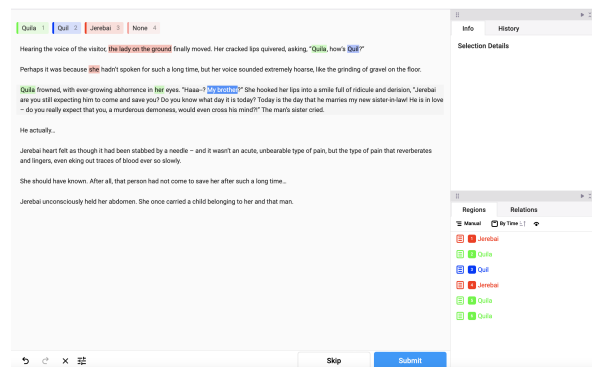 Quila 1 Quil 2 Jerebai 3 None 4
Hearing the voice of the visitor, the lady on the ground finally moved. Her cracked lips quivered, asking, "Quila, how's Quil?"
Perhaps it was because she hadn't spoken for such a long time, but her voice sounded extremely hoarse, like the grinding of gravel on the floor.
Quila frowned, with ever-growing abhorrence in her eyes. "Haaa–? My brother?" She hooked her lips into a smile full of ridicule and derision, "Jerebai
are you still expecting him to come and save you? Do you know what day it is today? Today is the day that he marries my new sister-in-law! He is in love
– do you really expect that you, a murderous demoness, would even cross his mind?!" The man's sister cried.
He actually…
Jerebai heart felt as though it had been stabbed by a needle – and it wasn't an acute, unbearable type of pain, but the type of pain that reverberates
and lingers, even eking out traces of blood ever so slowly.
She should have known. After all, that person had not come to save her after such a long time…
Jerebai unconsciously held her abdomen. She once carried a child belonging to her and that man.
Skip
Submit
Info History
Selection Details
Regions Relations
Manual By Time
1 Jerebai
2 Quila
3 Quil
4 Jerebai
5 Quila
6 Quila